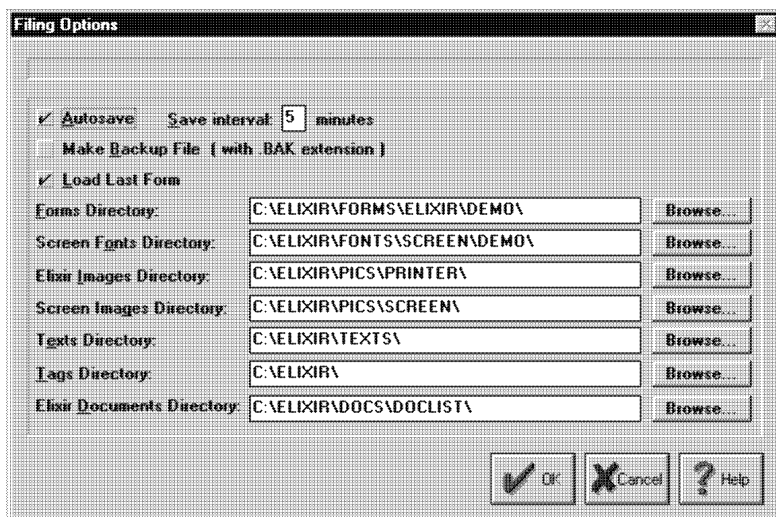 Filing Options
Autosave Save interval: 5 minutes
Make Backup File ( with .BAK extension )
Load Last Form
Forms Directory: C:\ELIXIR\FORMS\ELIXIR\DEMO\ Browse...
Screen Fonts Directory: C:\ELIXIR\FONTS\SCREEN\DEMO\ Browse...
Elixir Images Directory: C:\ELIXIR\PICS\PRINTER\ Browse...
Screen Images Directory: C:\ELIXIR\PICS\SCREEN\ Browse...
Texts Directory: C:\ELIXIR\TEXTS\ Browse...
Tags Directory: C:\ELIXIR\ Browse...
Elixir Documents Directory: C:\ELIXIR\DOCS\DOCLIST\ Browse...
OK Cancel ? Help